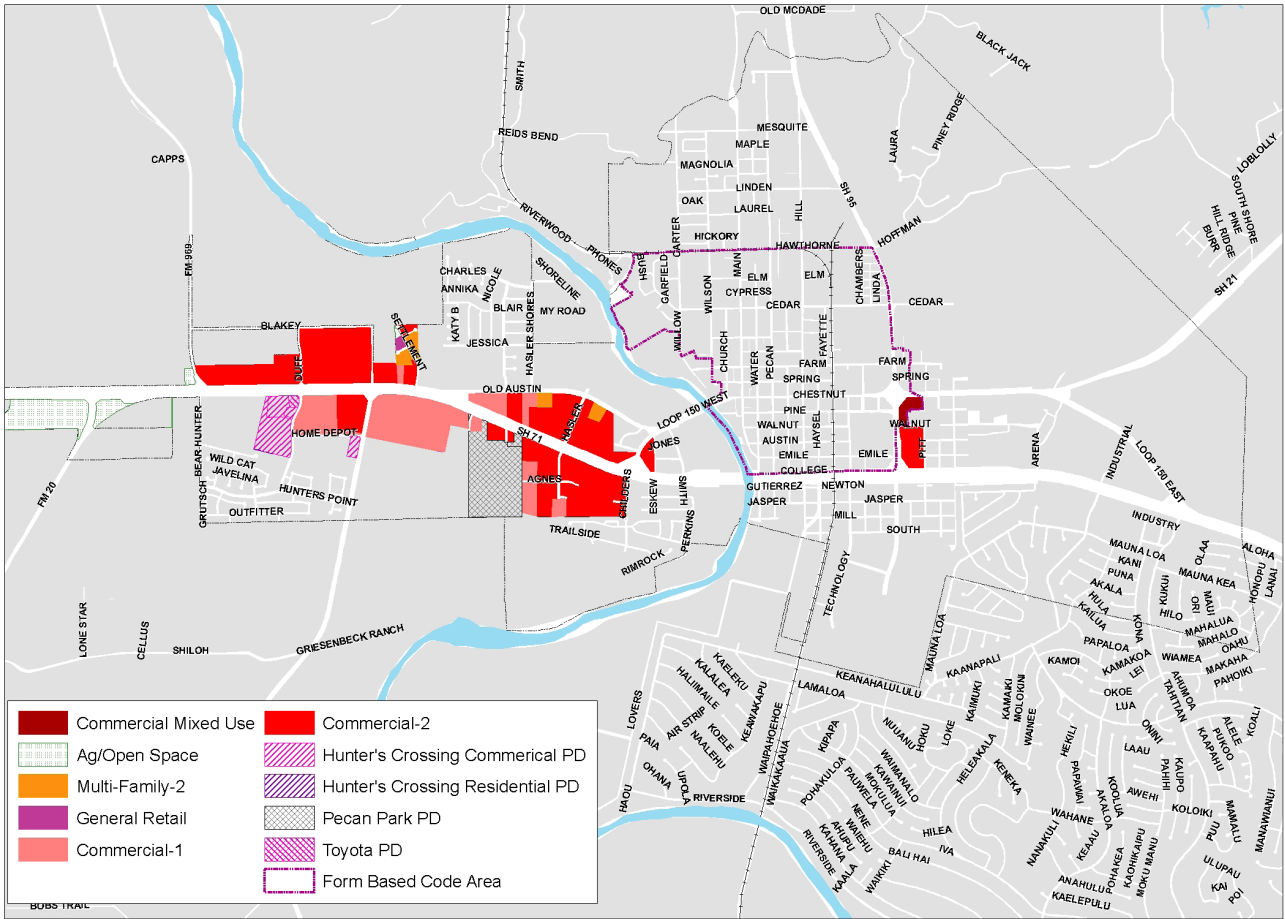 OLD MCDADE
BLACK JACK
SMITH
MESQUITE
REIDS BEND
MAPLE
LAURA
PINEY RIDGE
CAPPS
MAGNOLIA
LOBLOLLY
LINDEN
SH 95
OAK
LAUREL
HILL
SOUTH SHORE
PINE
HILL RIDGE
BURR
RIVERWOOD
CARTER
HICKORY
HOFFMAN
HAWTHORNE
PHONES
BUSH
FM 969
CHARLES
NICOLE
SHORELINE
GARFIELD
MAIN
ELM
ELM
CHAMBERS
LINDA
SH 21
ANNIKA
WILSON
CYPRESS
KATY B
BLAIR
MY ROAD
CEDAR
CEDAR
BLAKEY
SETTLEMENT
HASLER SHORES
WILLOW
FAYETTE
JESSICA
CHURCH
WATER
PECAN
DUFF
FARM
FARM
SPRING
SPRING
OLD AUSTIN
LOOP 150 WEST
CHESTNUT
BEAR HUNTER
HASLER
PINE
WALNUT
WALNUT
HOME DEPOT
SH 71
JONES
AUSTIN
HAYSEL
PITT
ARENA
INDUSTRIAL
LOOP 150 EAST
WILD CAT
EMILE
EMILE
JAVELINA
COLLEGE
FM 20
GRUTSCH
HUNTERS POINT
AGNES
CHILDERS
ESKEW
SMITH
GUTIERREZ
NEWTON
JASPER
JASPER
OUTFITTER
PERKINS
MILL
SOUTH
INDUSTRY
TRAILSIDE
RIMROCK
TECHNOLOGY
MAUNA LOA
KANI
PUNA
AKALA
OLAA
ALOHA
MAUNA KEA
HONOPU
LANAI
HULA
KAILUA
KUKUI
ORI
MAUI
HILO
LONE STAR
CELLUS
SHILOH
GRIESENBECK RANCH
MAUNA LOA
KONA
MAHALUA
MAHALO
OAHU
PAPALOA
KAMOI
KAMAKOA
LEI
WIAMEA
MAKAHA
PAHOIKI
KAELEKU
KALALEA
HALIIMAILE
KEAWAKAPU
KEANAHALULULU
KAANAPALI
LAMALOA
OKOE
LUA
AHUMOA
TAHITIAN
LOVERS
AIR STRIP
KOELE
NAALEHU
WAIPAHOEHOE
WAIKAKAAUA
KIPAPA
NUUANU
HOKU
LOKE
KAIMUKI
KAMAIKI
MOLOKINI
WAINEE
ONINI
ALELE
PUKOO
KAAPAHU
KOALI
PAIA
OHANA
UPOLA
HAOU
HELEAKALA
KENEKA
HEKILI
LAAU
KAUPO
PAHIHI
POHAKULOA
WAIMANALO
KAWAINUI
MOKULUA
PAUWELA
PAPAWAI
KOOLUA
AKALOA
AWEHI
KOLOIKI
MAMALU
PUU
MANAWIANUI
RIVERSIDE
NENE
WAIEHU
AHUPU
KAHANA
RIVERSIDE
KAALA
WAIKIKI
HILEA
IVA
BALI HAI
WAHANE
NANAKULI
KEAAU
POHAKEA
KAOHIKAIPU
MOKU MANU
ULUPAU
KAI
POI
ANAHULU
KAELEPULU
BOBS TRAIL
Commercial Mixed Use
Ag/Open Space
Multi-Family-2
General Retail
Commercial-1
Commercial-2
Hunter's Crossing Commerical PD
Hunter's Crossing Residential PD
Pecan Park PD
Toyota PD
Form Based Code Area